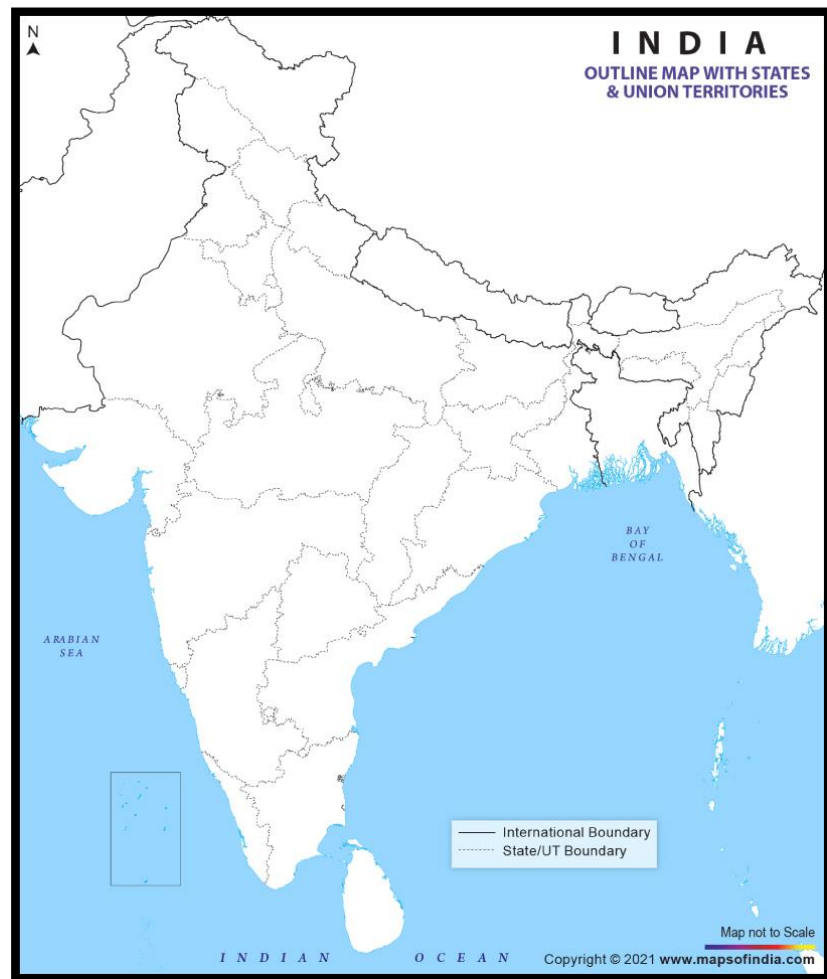 N
INDIA
OUTLINE MAP WITH STATES
& UNION TERRITORIES
BAY
OF
BENGAL
ARABIAN
SEA
International Boundary
State/UT Boundary
Map not to Scale
INDIAN OCEAN
Copyright © 2021 www.mapsofindia.com